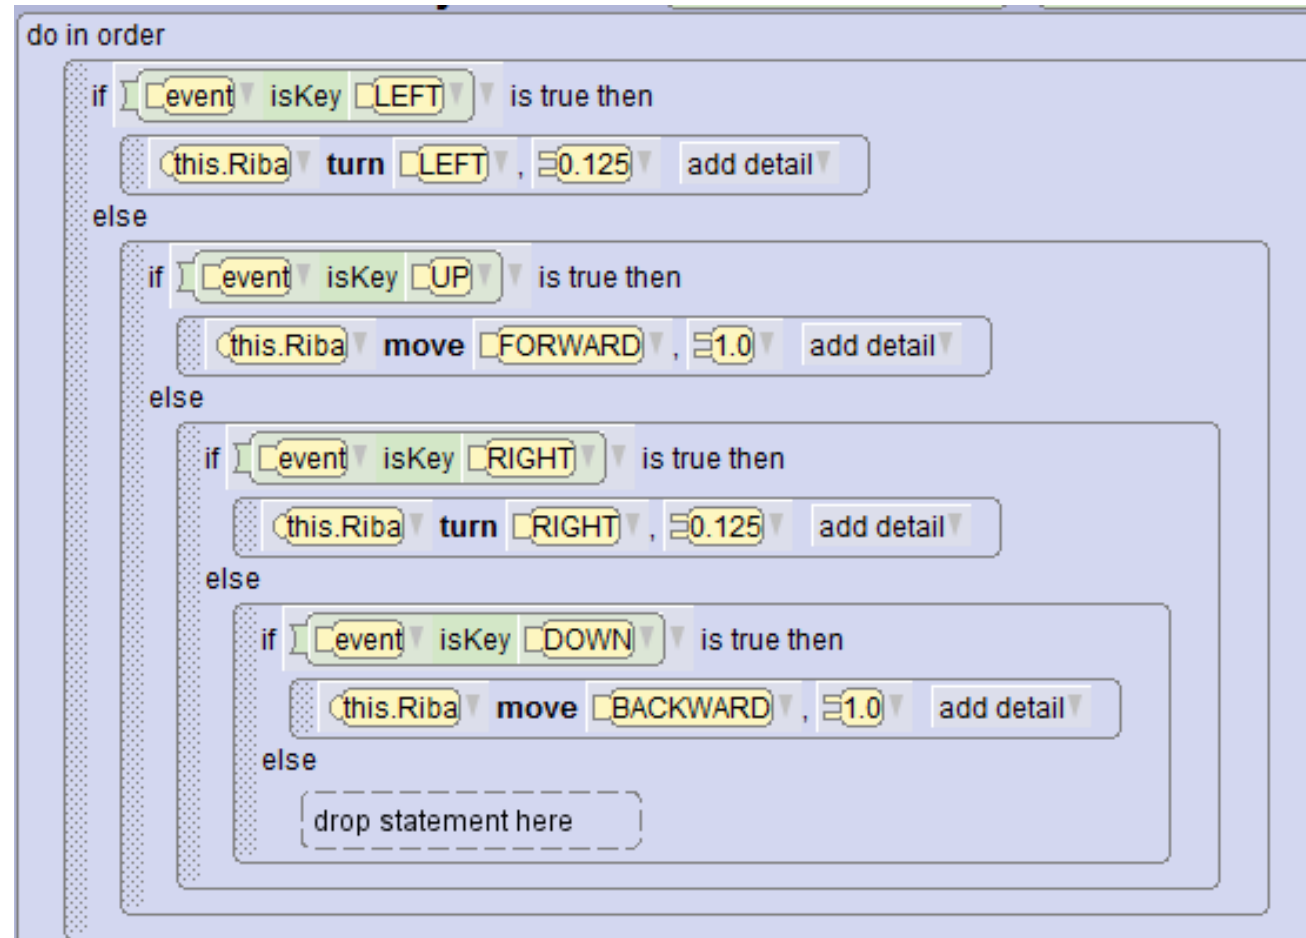 do in order
if event isKey LEFT is true then
this.Riba turn LEFT , 0.125 add detail
else
if event isKey UP is true then
this.Riba move FORWARD , 1.0 add detail
else
if event isKey RIGHT is true then
this.Riba turn RIGHT , 0.125 add detail
else
if event isKey DOWN is true then
this.Riba move BACKWARD , 1.0 add detail
else
drop statement here